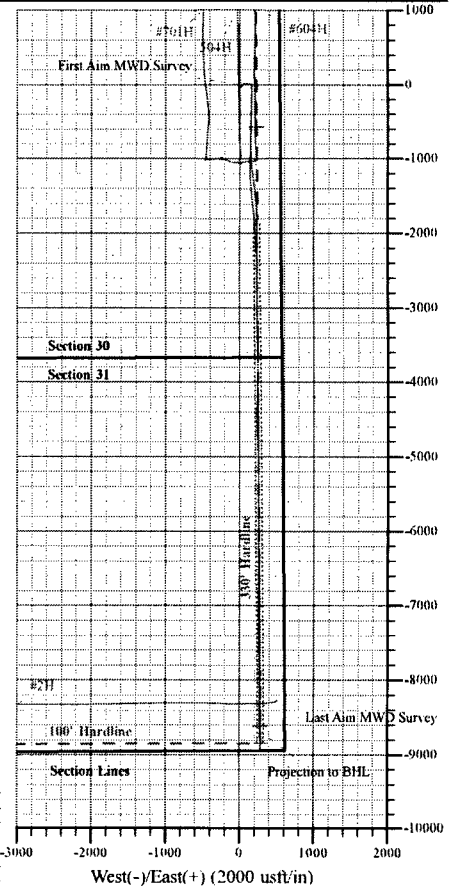 1000
#701H
504H
#604H
First Aim MWD Survey
0
-1000
-2000
-3000
Section 30
Section 31
-4000
-5000
330' Hardline
-6000
-7000
#2H
-8000
Last Aim MWD Survey
100' Hardline
-9000
Section Lines
Projection to BHL
-10000
-3000 -2000 -1000 0 1000 2000
West(-)/East(+) (2000 usft/in)